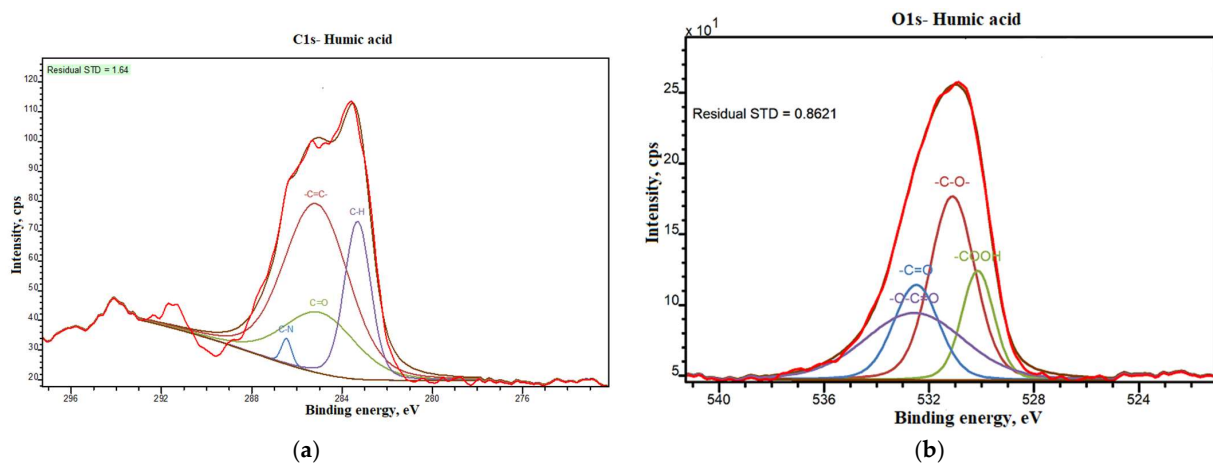 C1s- Humic acid
Residual STD = 1.64
120
110
100
90
80
70
60
50
40
30
20
-C=C-
C-H
C=O
C-N
Intensity, cps
296 292 288 284 280 276
Binding energy, eV
(a)
O1s- Humic acid
x 10 1
Residual STD = 0.8621
25
20
15
10
5
-C-O-
-COOH
-C=O
-O-C=O
Intensity, cps
540 536 532 528 524
Binding energy, eV
(b)